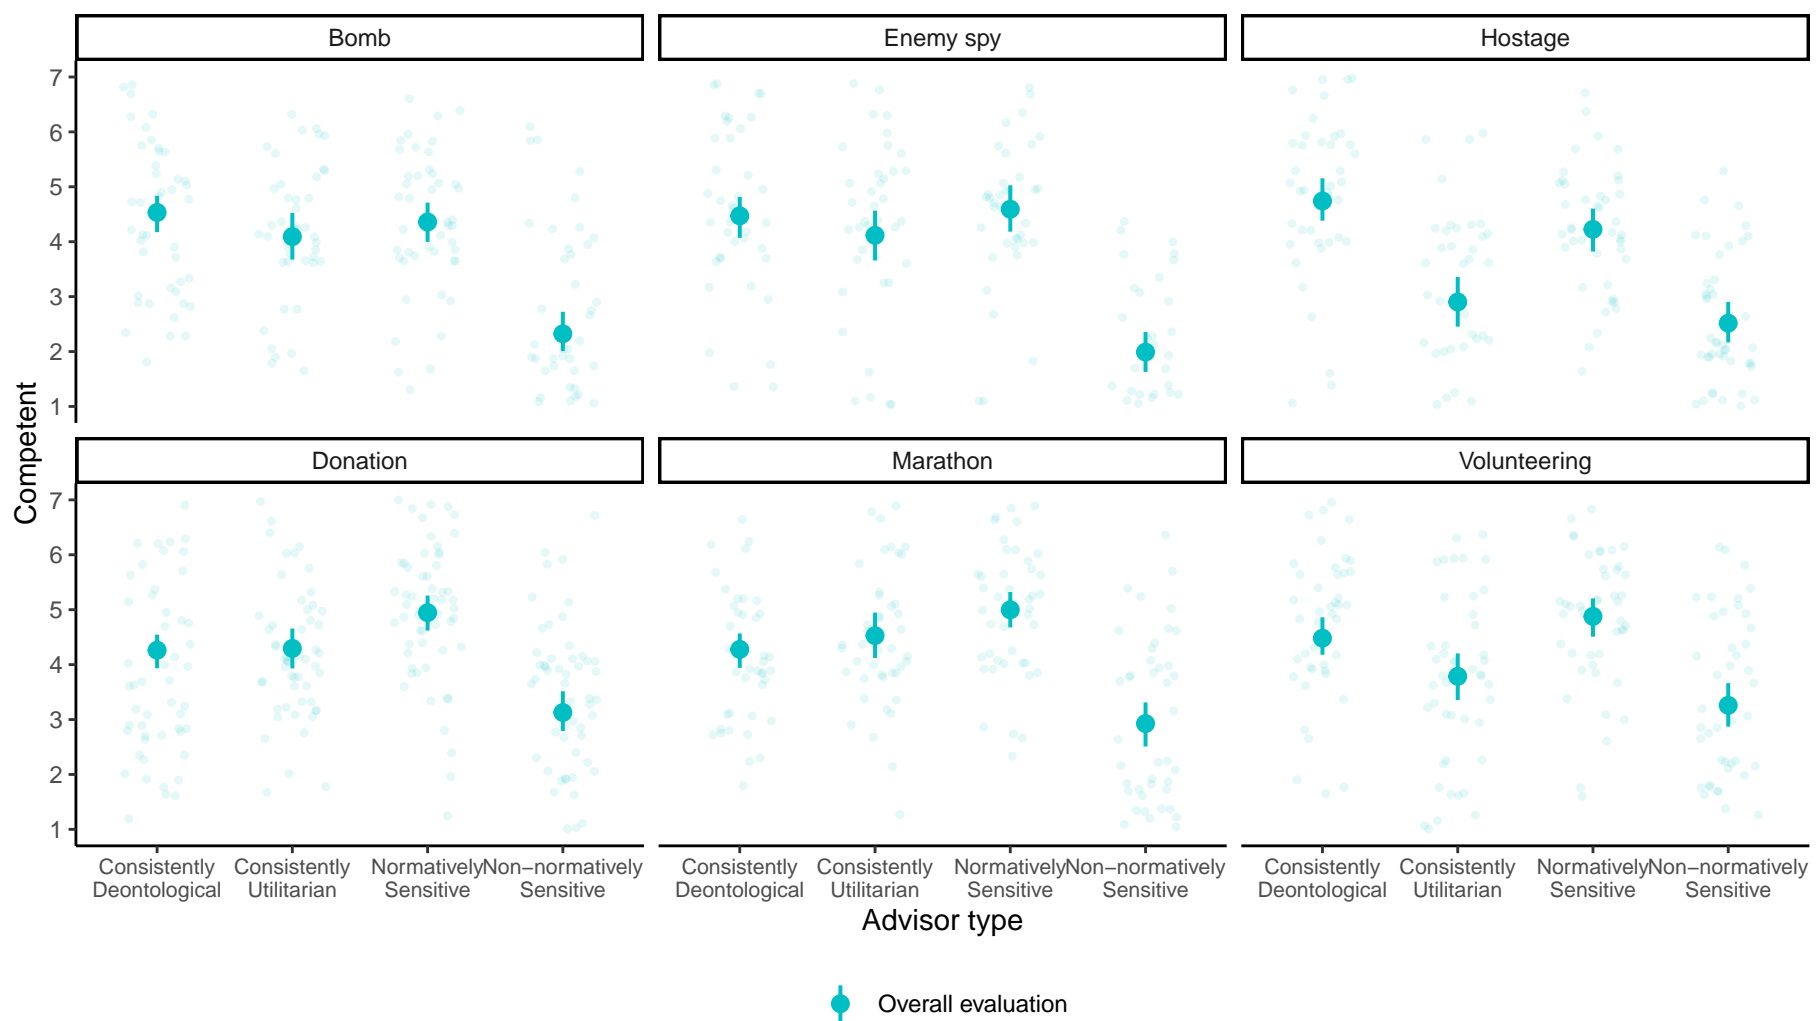 Bomb
Enemy spy
Hostage
7
6
5
4
3
2
1
Competent
Donation
Marathon
Volunteering
7
6
5
4
3
2
1
Consistently
Deontological
Consistently
Utilitarian
Normatively
Sensitive
Non−normatively
Sensitive
Consistently
Deontological
Consistently
Utilitarian
Normatively
Sensitive
Non−normatively
Sensitive
Consistently
Deontological
Consistently
Utilitarian
Normatively
Sensitive
Non−normatively
Sensitive
Advisor type
Overall evaluation